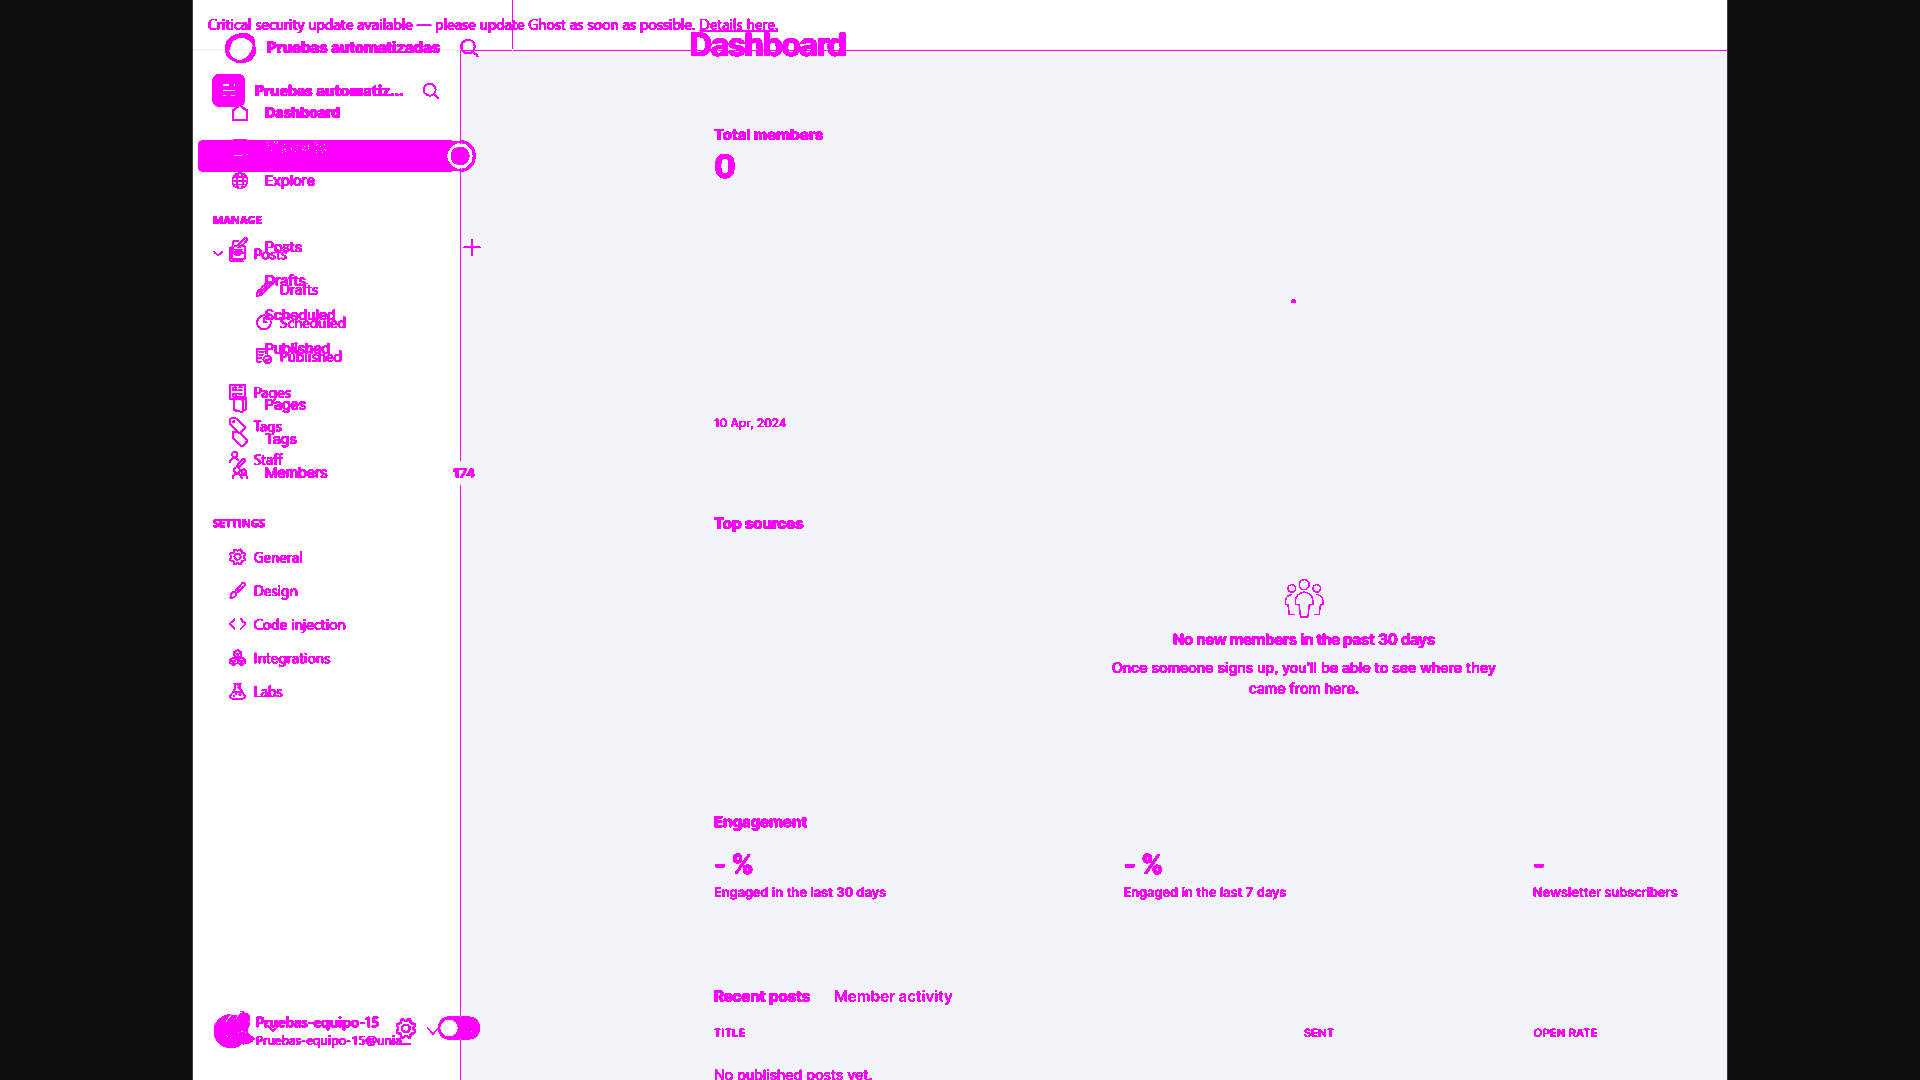 Critical security update available — please update Ghost as soon as possible. Details here.
Pruebas automatizadas
Dashboard
Pruebas automatiz...
Dashboard
Explore
MANAGE
Posts
Posts
Drafts
Drafts
Scheduled
Scheduled
Published
Published
Pages
Pages
Tags
Tags
Staff
Members 174
SETTINGS
General
Design
Code injection
Integrations
Labs
Pruebas-equipo-15
Total members
0
10 Apr, 2024
Top sources
No new members in the past 30 days
Once someone signs up, you'll be able to see where they
came from here.
Engagement
- % - % -
Engaged in the last 30 days Engaged in the last 7 days Newsletter subscribers
Recent posts Member activity
TITLE SENT OPEN RATE
No published posts yet.